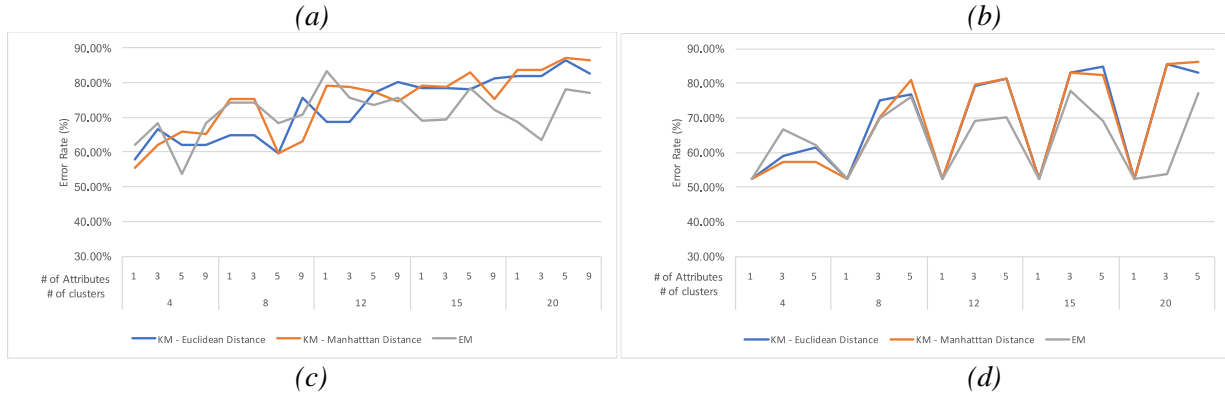 (a)
(b)
90.00%
80.00%
70.00%
60.00%
50.00%
40.00%
30.00%
Error Rate (%)
# of Attributes
1 3 5 9 1 3 5 9 1 3 5 9 1 3 5 9 1 3 5 9
# of clusters
4 8 12 15 20
KM - Euclidean Distance
KM - Manhatttan Distance
EM
90.00%
80.00%
70.00%
60.00%
50.00%
40.00%
30.00%
Error Rate (%)
# of Attributes
1 3 5 1 3 5 1 3 5 1 3 5 1 3 5
# of clusters
4 8 12 15 20
KM - Euclidean Distance
KM - Manhatttan Distance
EM
(c)
(d)